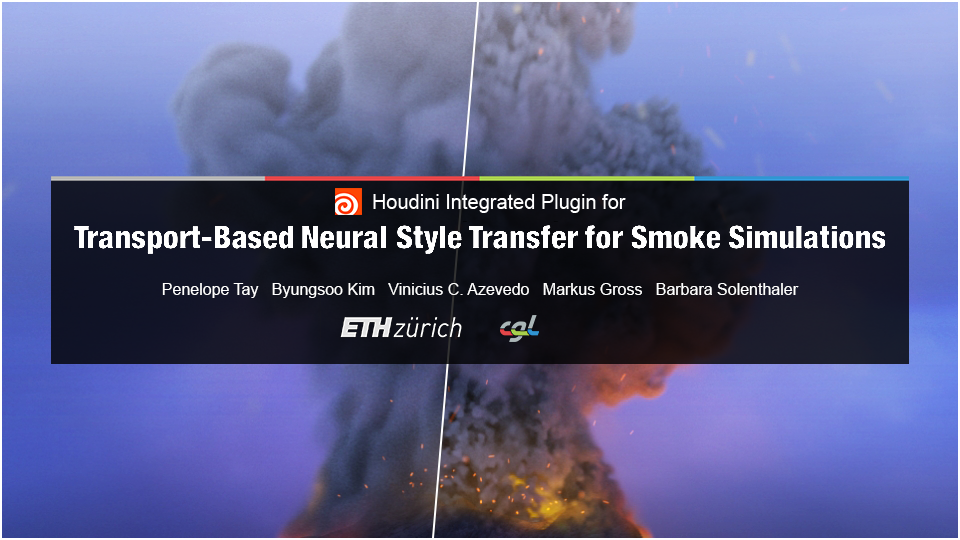 Houdini Integrated Plugin for
Transport-Based Neural Style Transfer for Smoke Simulations
Penelope Tay Byungsoo Kim Vinicius C. Azevedo Markus Gross Barbara Solenthaler
ETH zürich cgl